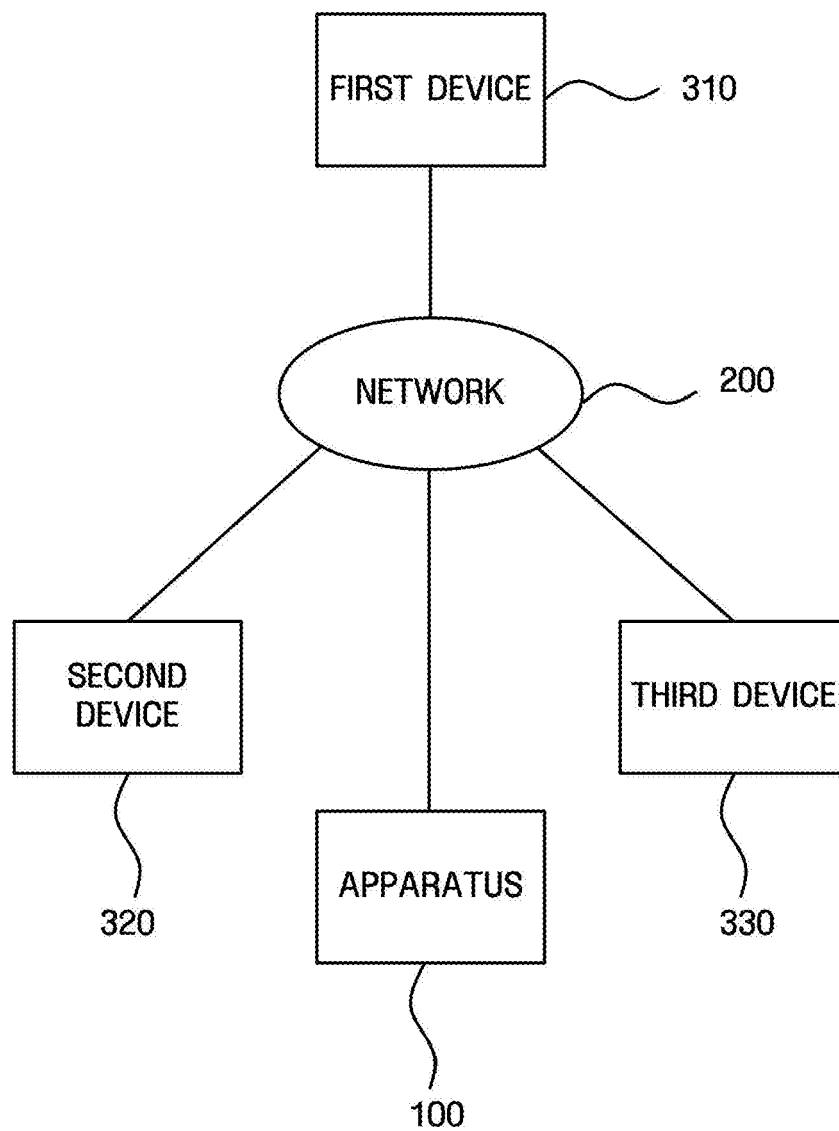 FIRST DEVICE
310
NETWORK
200
SECOND
DEVICE
THIRD DEVICE
APPARATUS
320
330
100